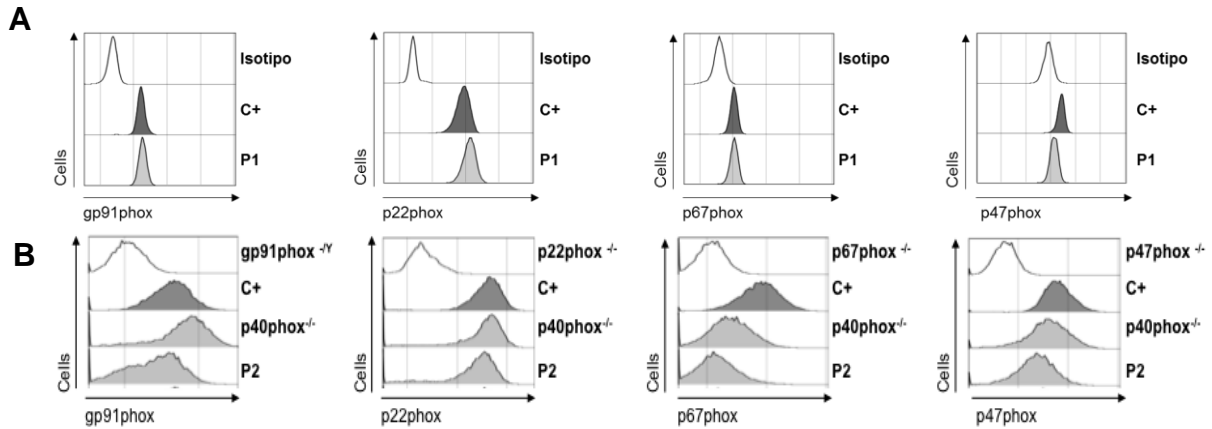 A
Isotipo
C+
P1
Cells
gp91phox
Isotipo
C+
P1
Cells
p22phox
Isotipo
C+
P1
Cells
p67phox
Isotipo
C+
P1
Cells
p47phox
B
gp91phox -/Y
C+
p40phox-/-
P2
Cells
gp91phox
p22phox -/-
C+
p40phox-/-
P2
Cells
p22phox
p67phox -/-
C+
p40phox-/-
P2
Cells
p67phox
p47phox -/-
C+
p40phox-/-
P2
Cells
p47phox